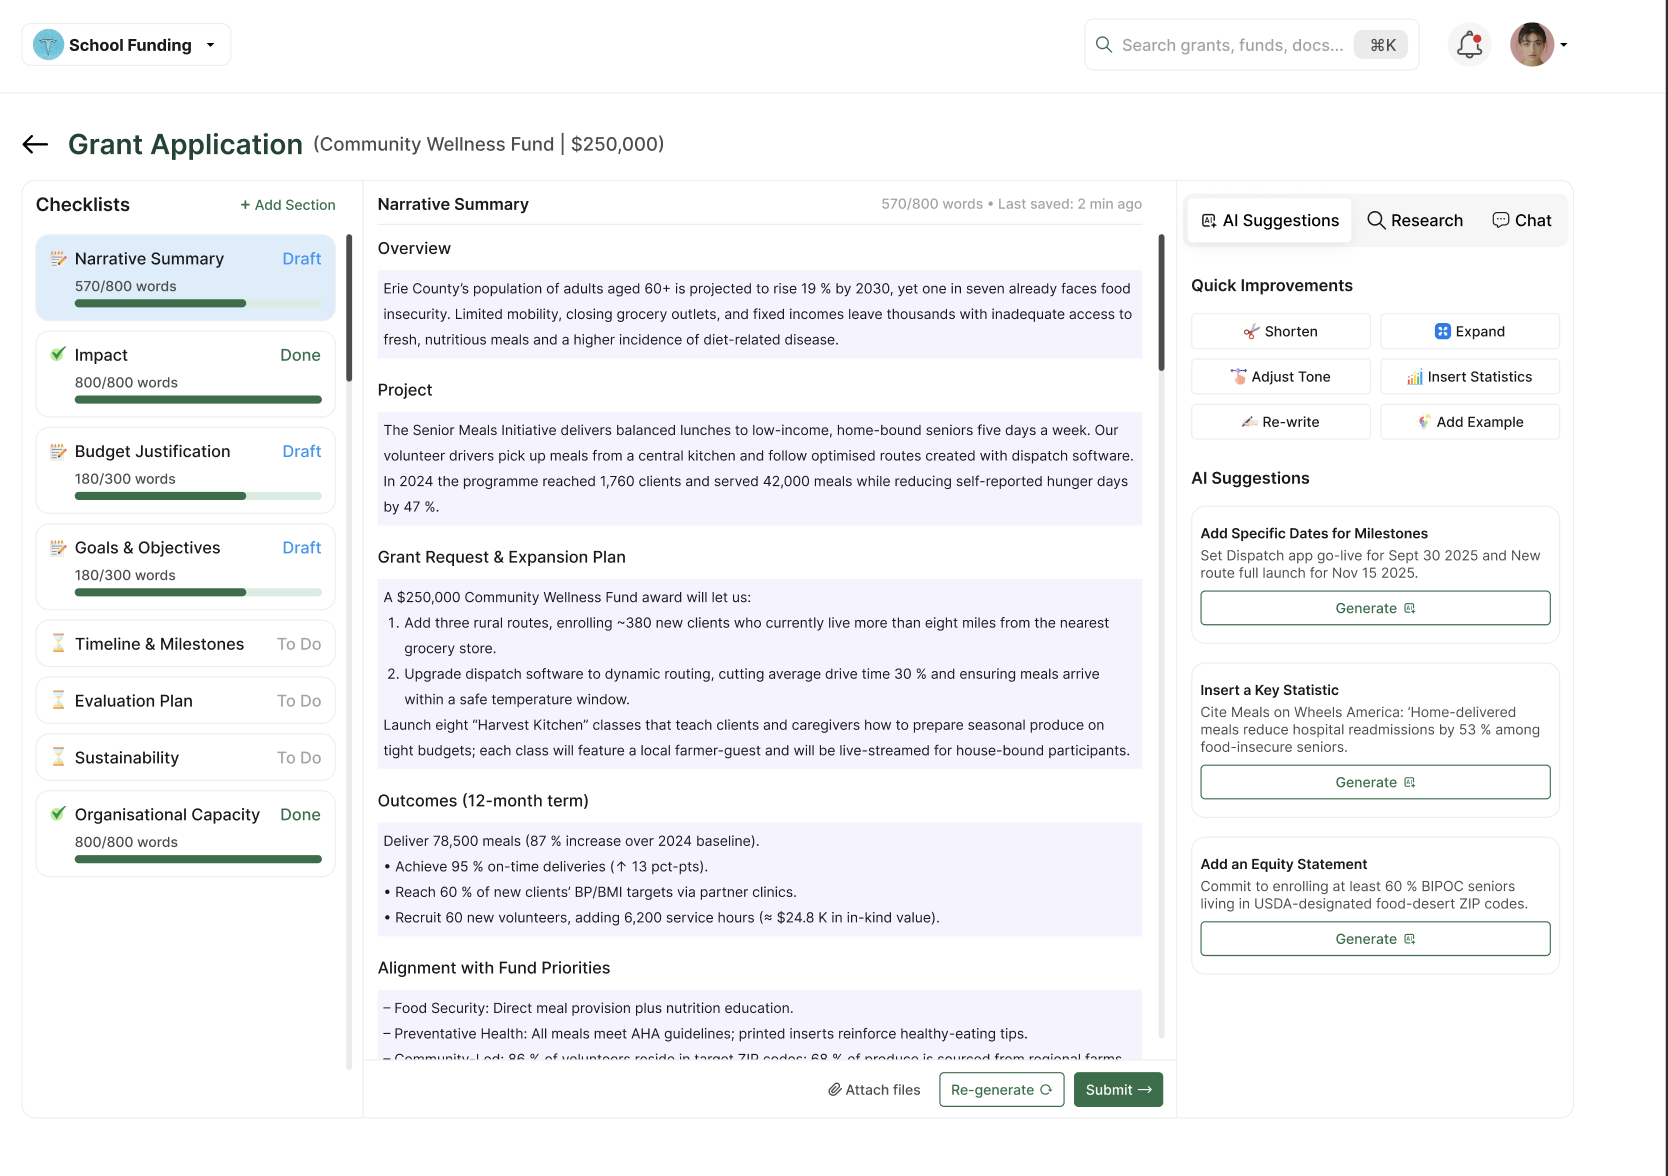 School Funding
Search grants, funds, docs...
⌘K
Grant Application
(Community Wellness Fund | $250,000)
Checklists
+ Add Section
Narrative Summary
Draft
570/800 words
Impact
Done
800/800 words
Budget Justification
Draft
180/300 words
Goals & Objectives
Draft
180/300 words
Timeline & Milestones
To Do
Evaluation Plan
To Do
Sustainability
To Do
Organisational Capacity
Done
800/800 words
Narrative Summary
570/800 words • Last saved: 2 min ago
Overview
Erie County’s population of adults aged 60+ is projected to rise 19 % by 2030, yet one in seven already faces food
insecurity. Limited mobility, closing grocery outlets, and fixed incomes leave thousands with inadequate access to
fresh, nutritious meals and a higher incidence of diet-related disease.
Project
The Senior Meals Initiative delivers balanced lunches to low-income, home-bound seniors five days a week. Our
volunteer drivers pick up meals from a central kitchen and follow optimised routes created with dispatch software.
In 2024 the programme reached 1,760 clients and served 42,000 meals while reducing self-reported hunger days
by 47 %.
Grant Request & Expansion Plan
A $250,000 Community Wellness Fund award will let us:
1. Add three rural routes, enrolling ~380 new clients who currently live more than eight miles from the nearest
grocery store.
2. Upgrade dispatch software to dynamic routing, cutting average drive time 30 % and ensuring meals arrive
within a safe temperature window.
Launch eight “Harvest Kitchen” classes that teach clients and caregivers how to prepare seasonal produce on
tight budgets; each class will feature a local farmer-guest and will be live-streamed for house-bound participants.
Outcomes (12-month term)
Deliver 78,500 meals (87 % increase over 2024 baseline).
• Achieve 95 % on-time deliveries (↑ 13 pct-pts).
• Reach 60 % of new clients’ BP/BMI targets via partner clinics.
• Recruit 60 new volunteers, adding 6,200 service hours (≈ $24.8 K in in-kind value).
Alignment with Fund Priorities
– Food Security: Direct meal provision plus nutrition education.
– Preventative Health: All meals meet AHA guidelines; printed inserts reinforce healthy-eating tips.
– Community-Led: 86 % of volunteers reside in target ZIP codes; 68 % of produce is sourced from regional farms.
Attach files
Re-generate
Submit →
AI Suggestions
Research
Chat
Quick Improvements
Shorten
Expand
Adjust Tone
Insert Statistics
Re-write
Add Example
AI Suggestions
Add Specific Dates for Milestones
Set Dispatch app go-live for Sept 30 2025 and New
route full launch for Nov 15 2025.
Generate
Insert a Key Statistic
Cite Meals on Wheels America: ‘Home-delivered
meals reduce hospital readmissions by 53 % among
food-insecure seniors.
Generate
Add an Equity Statement
Commit to enrolling at least 60 % BIPOC seniors
living in USDA-designated food-desert ZIP codes.
Generate